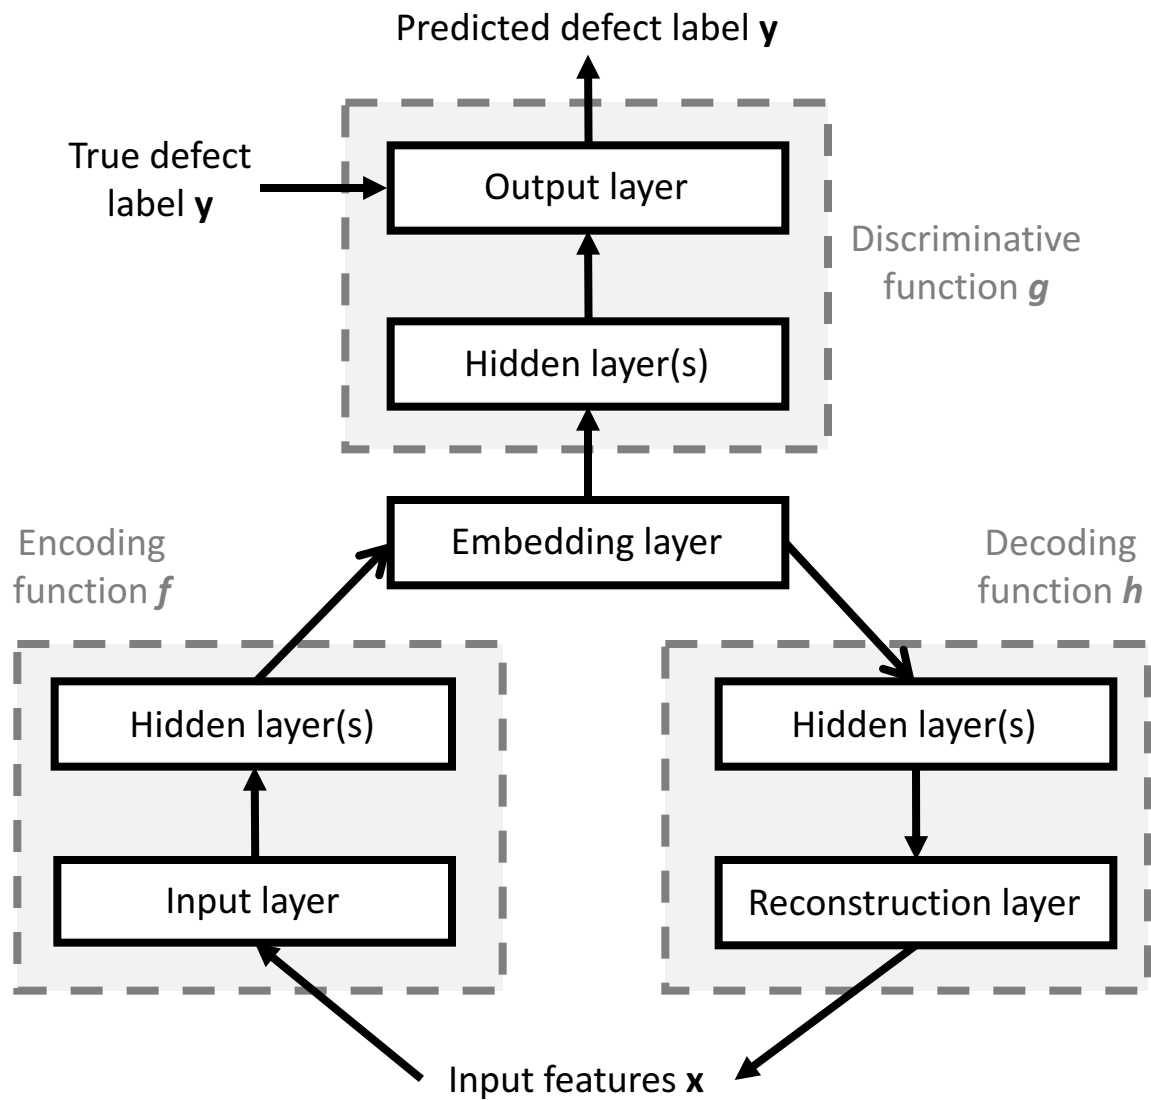 Predicted defect label y
True defect
label y
Output layer
Discriminative
function g
Hidden layer(s)
Embedding layer
Encoding
function f
Decoding
function h
Hidden layer(s)
Hidden layer(s)
Input layer
Reconstruction layer
Input features x